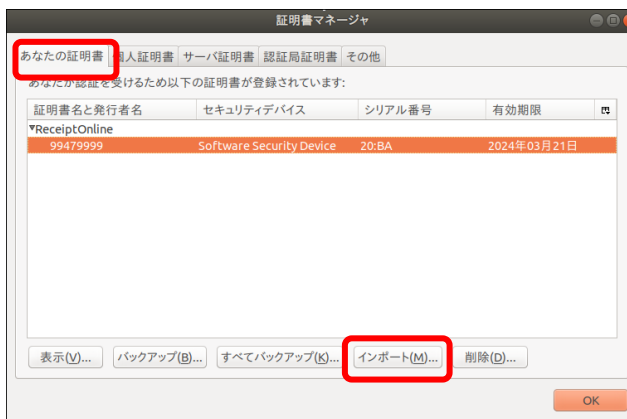 証明書マネージャ
あなたの証明書 個人証明書 サーバ証明書 認証局証明書 その他
あなたが認証を受けるため以下の証明書が登録されています:
証明書名と発行者名 セキュリティデバイス シリアル番号 有効期限
▼ReceiptOnline
99479999 Software Security Device 20:BA 2024年03月21日
表示(V)... バックアップ(B)... すべてバックアップ(K)... インポート(M)... 削除(D)...
OK